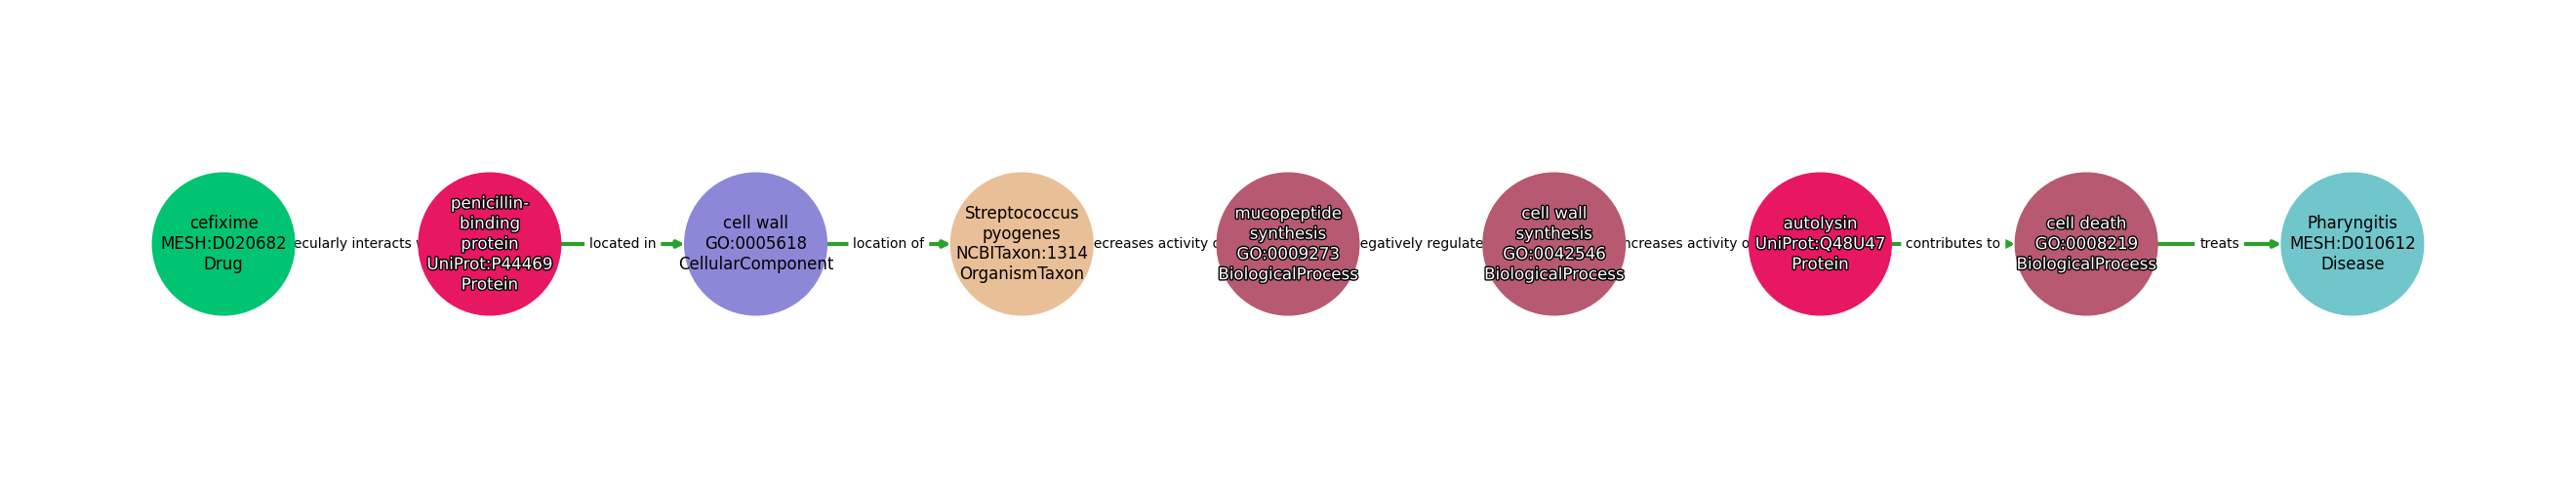 cefixime
MESH:D020682
Drug
ecularly interacts
penicillin-
binding
protein
UniProt:P44469
Protein
located in
cell wall
GO:0005618
CellularComponent
location of
Streptococcus
pyogenes
NCBITaxon:1314
OrganismTaxon
ecreases activity
mucopeptide
synthesis
GO:0009273
BiologicalProcess
egatively regulate
cell wall
synthesis
GO:0042546
BiologicalProcess
ncreases activity o
autolysin
UniProt:Q48U47
Protein
contributes to
cell death
GO:0008219
BiologicalProcess
treats
Pharyngitis
MESH:D010612
Disease